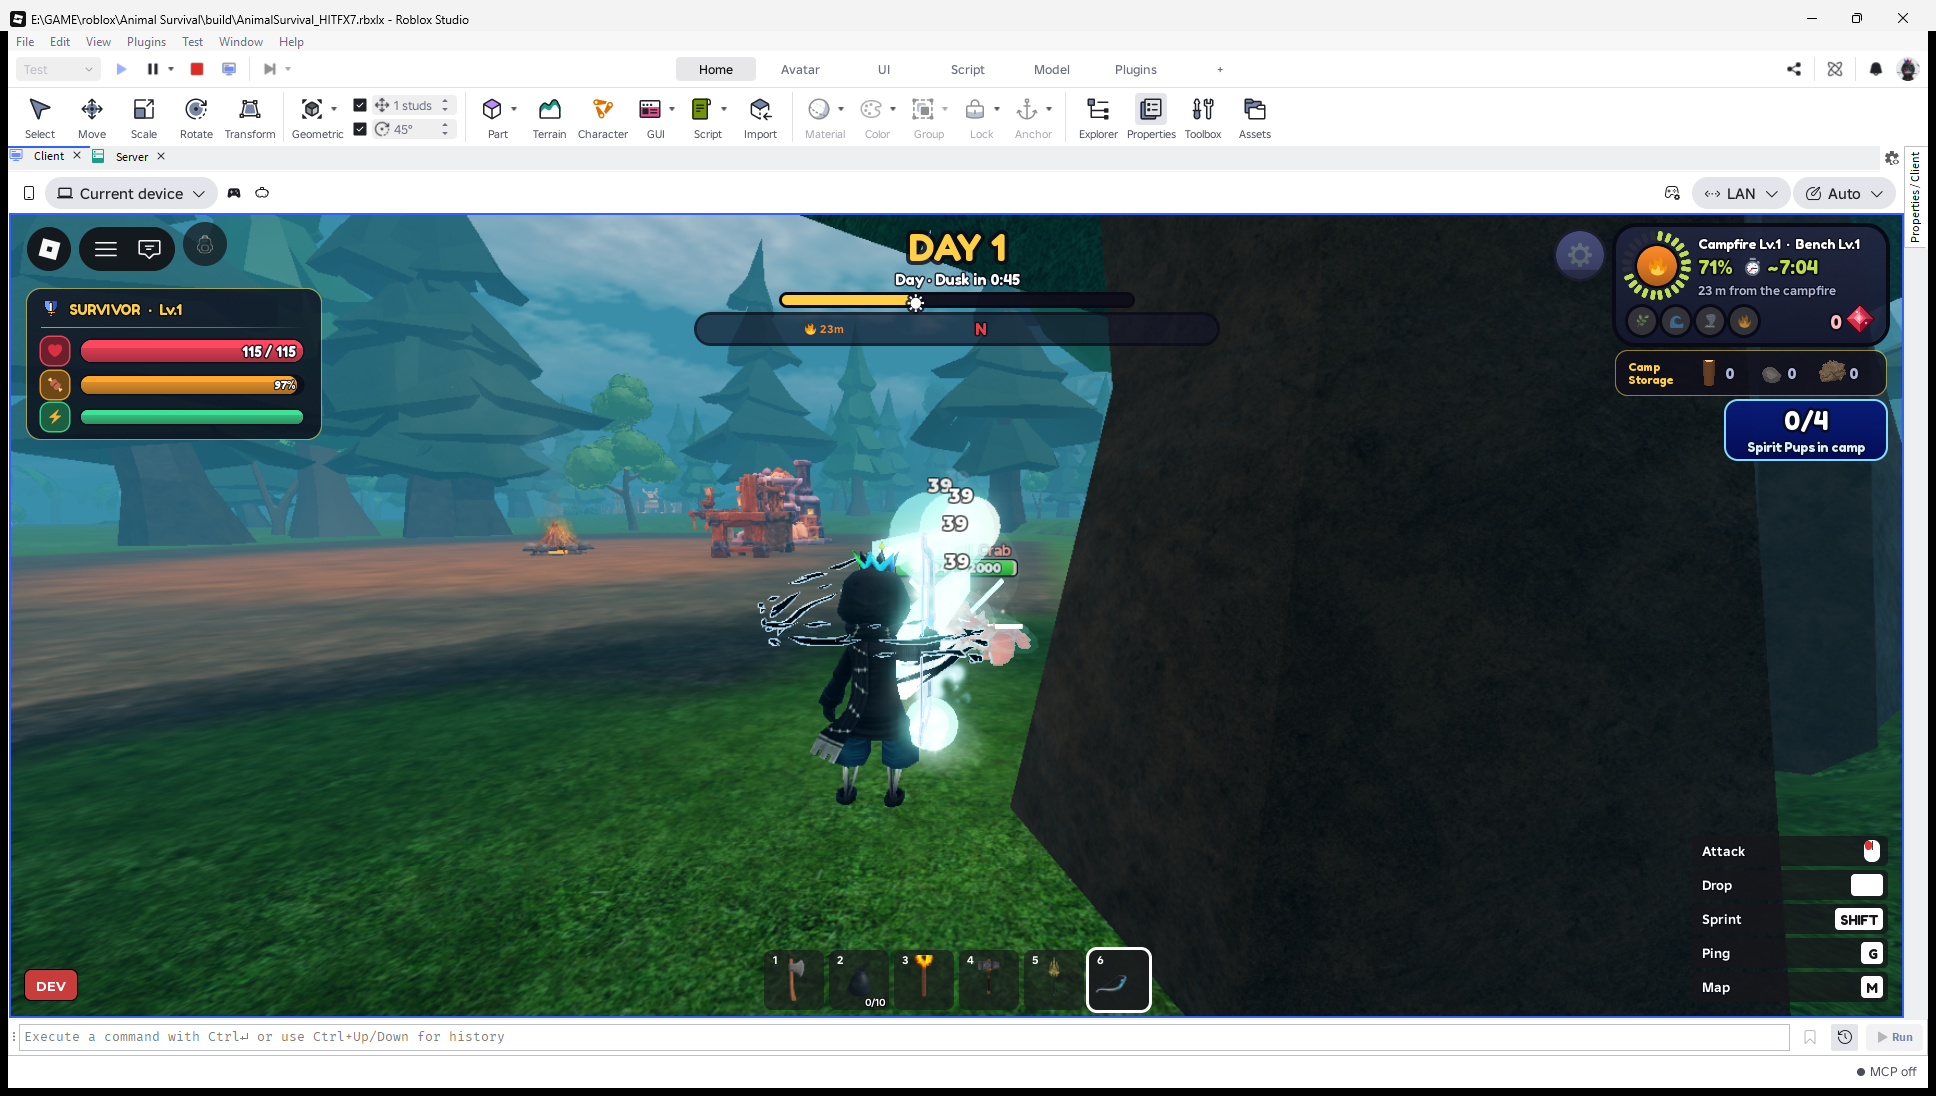 E:\GAME\roblox\Animal Survival\build\AnimalSurvival_HITFX7.rbxlx - Roblox Studio
File Edit View Plugins Test Window Help
Test
Home Avatar UI Script Model Plugins +
1 studs
45°
Select Move Scale Rotate Transform Geometric Part Terrain Character GUI Script Import Material Color Group Lock Anchor Explorer Properties Toolbox Assets
Client Server
Properties / Client
Current device
LAN Auto
DAY 1
Day · Dusk in 0:45
23m N
SURVIVOR · Lv.1
115 / 115
97%
Campfire Lv.1 · Bench Lv.1
71% ~7:04
23 m from the campfire
0
Camp Storage 0 0 0
0/4
Spirit Pups in camp
39
39
39
39
Crab
2000
Attack
Drop
Sprint SHIFT
Ping G
Map M
DEV
1 2 3 4 5 6
0/10
Execute a command with Ctrl↵ or use Ctrl+Up/Down for history
Run
MCP off